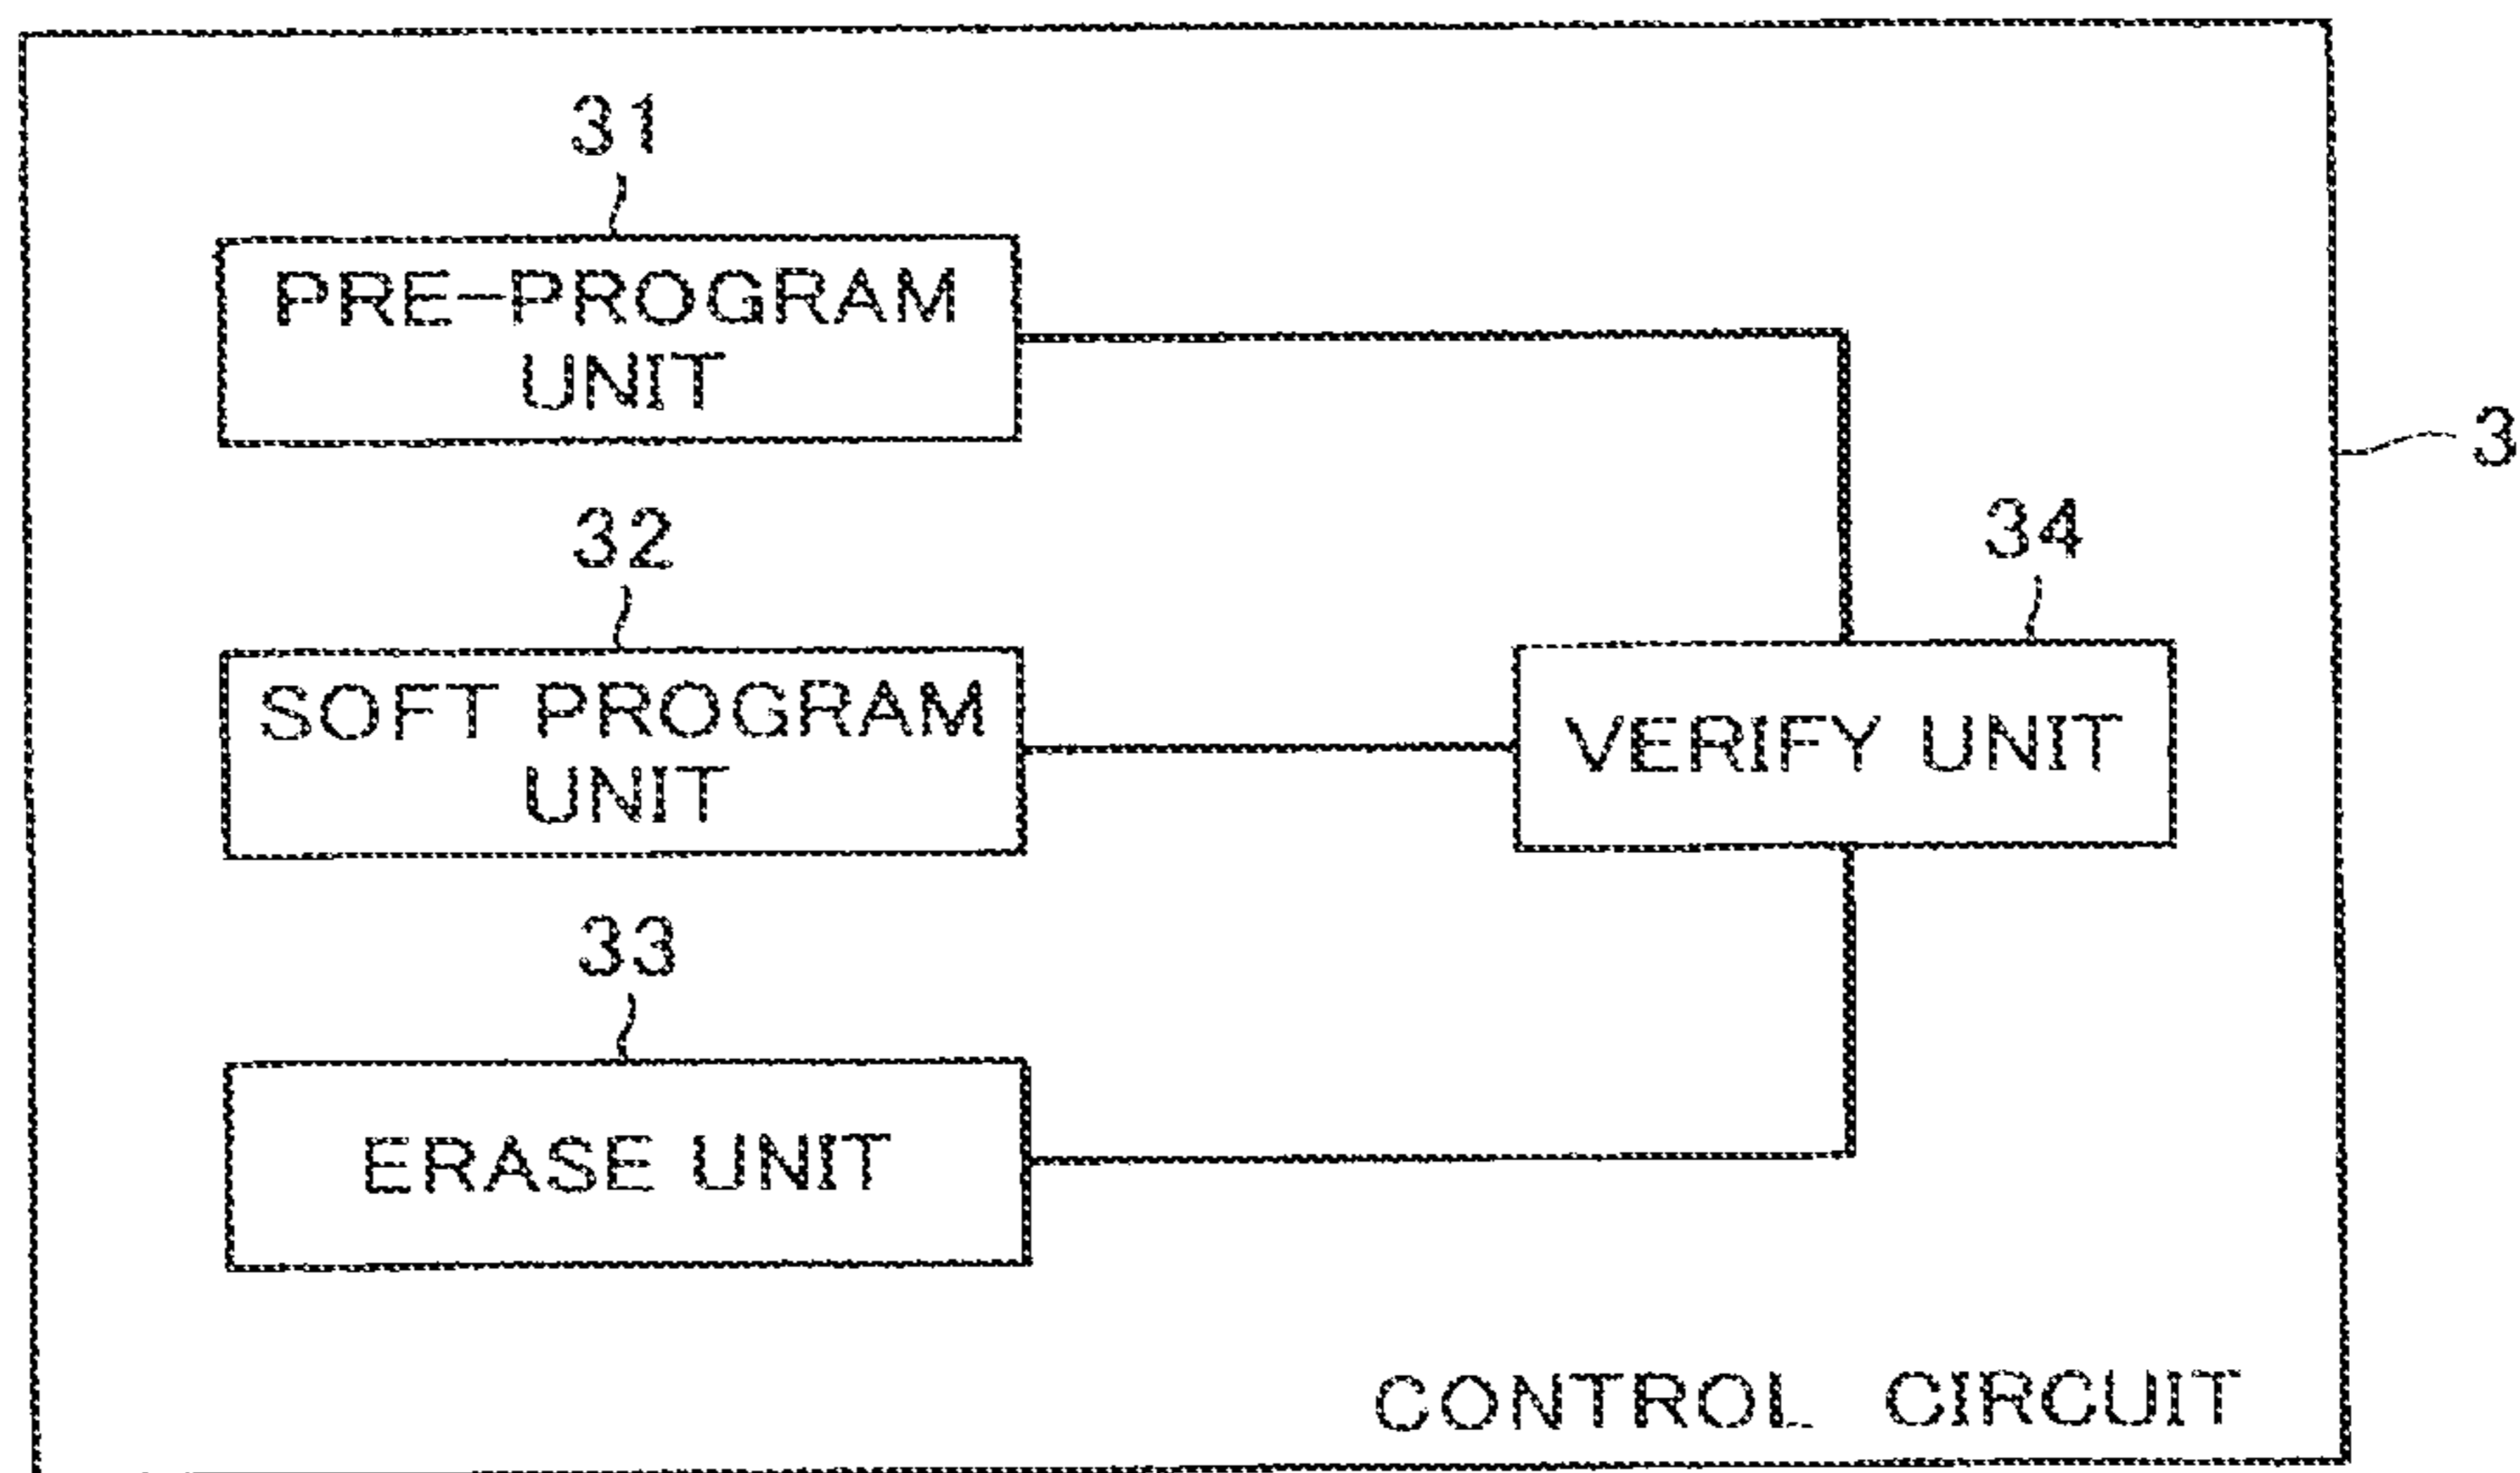 31
PRE-PROGRAM
UNIT
3
32
34
SOFT PROGRAM
UNIT
VERIFY UNIT
33
ERASE UNIT
CONTROL CIRCUIT